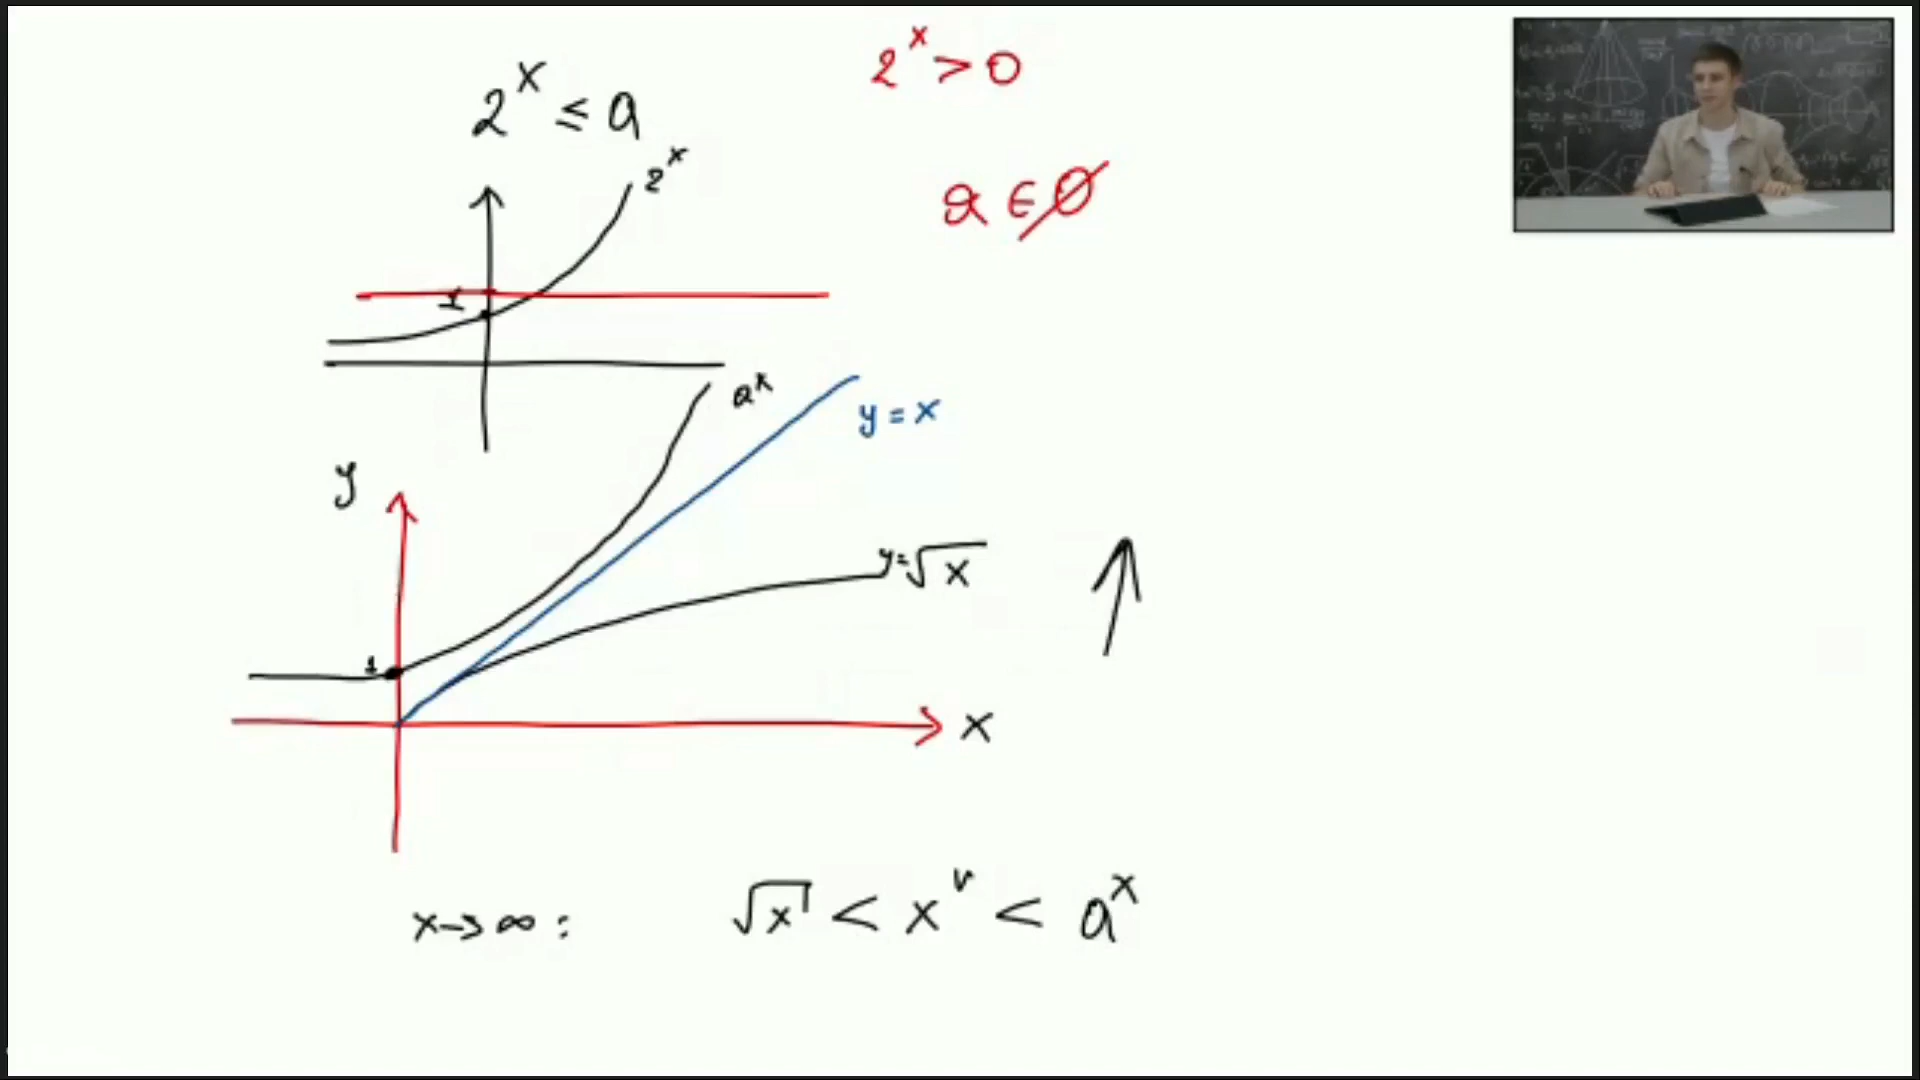 2^x > 0
2^x ≤ a
2^x
a ∈ ∅
1
a^x
y = x
y
y=√x
1
x
x→∞: √x < x^v < a^x